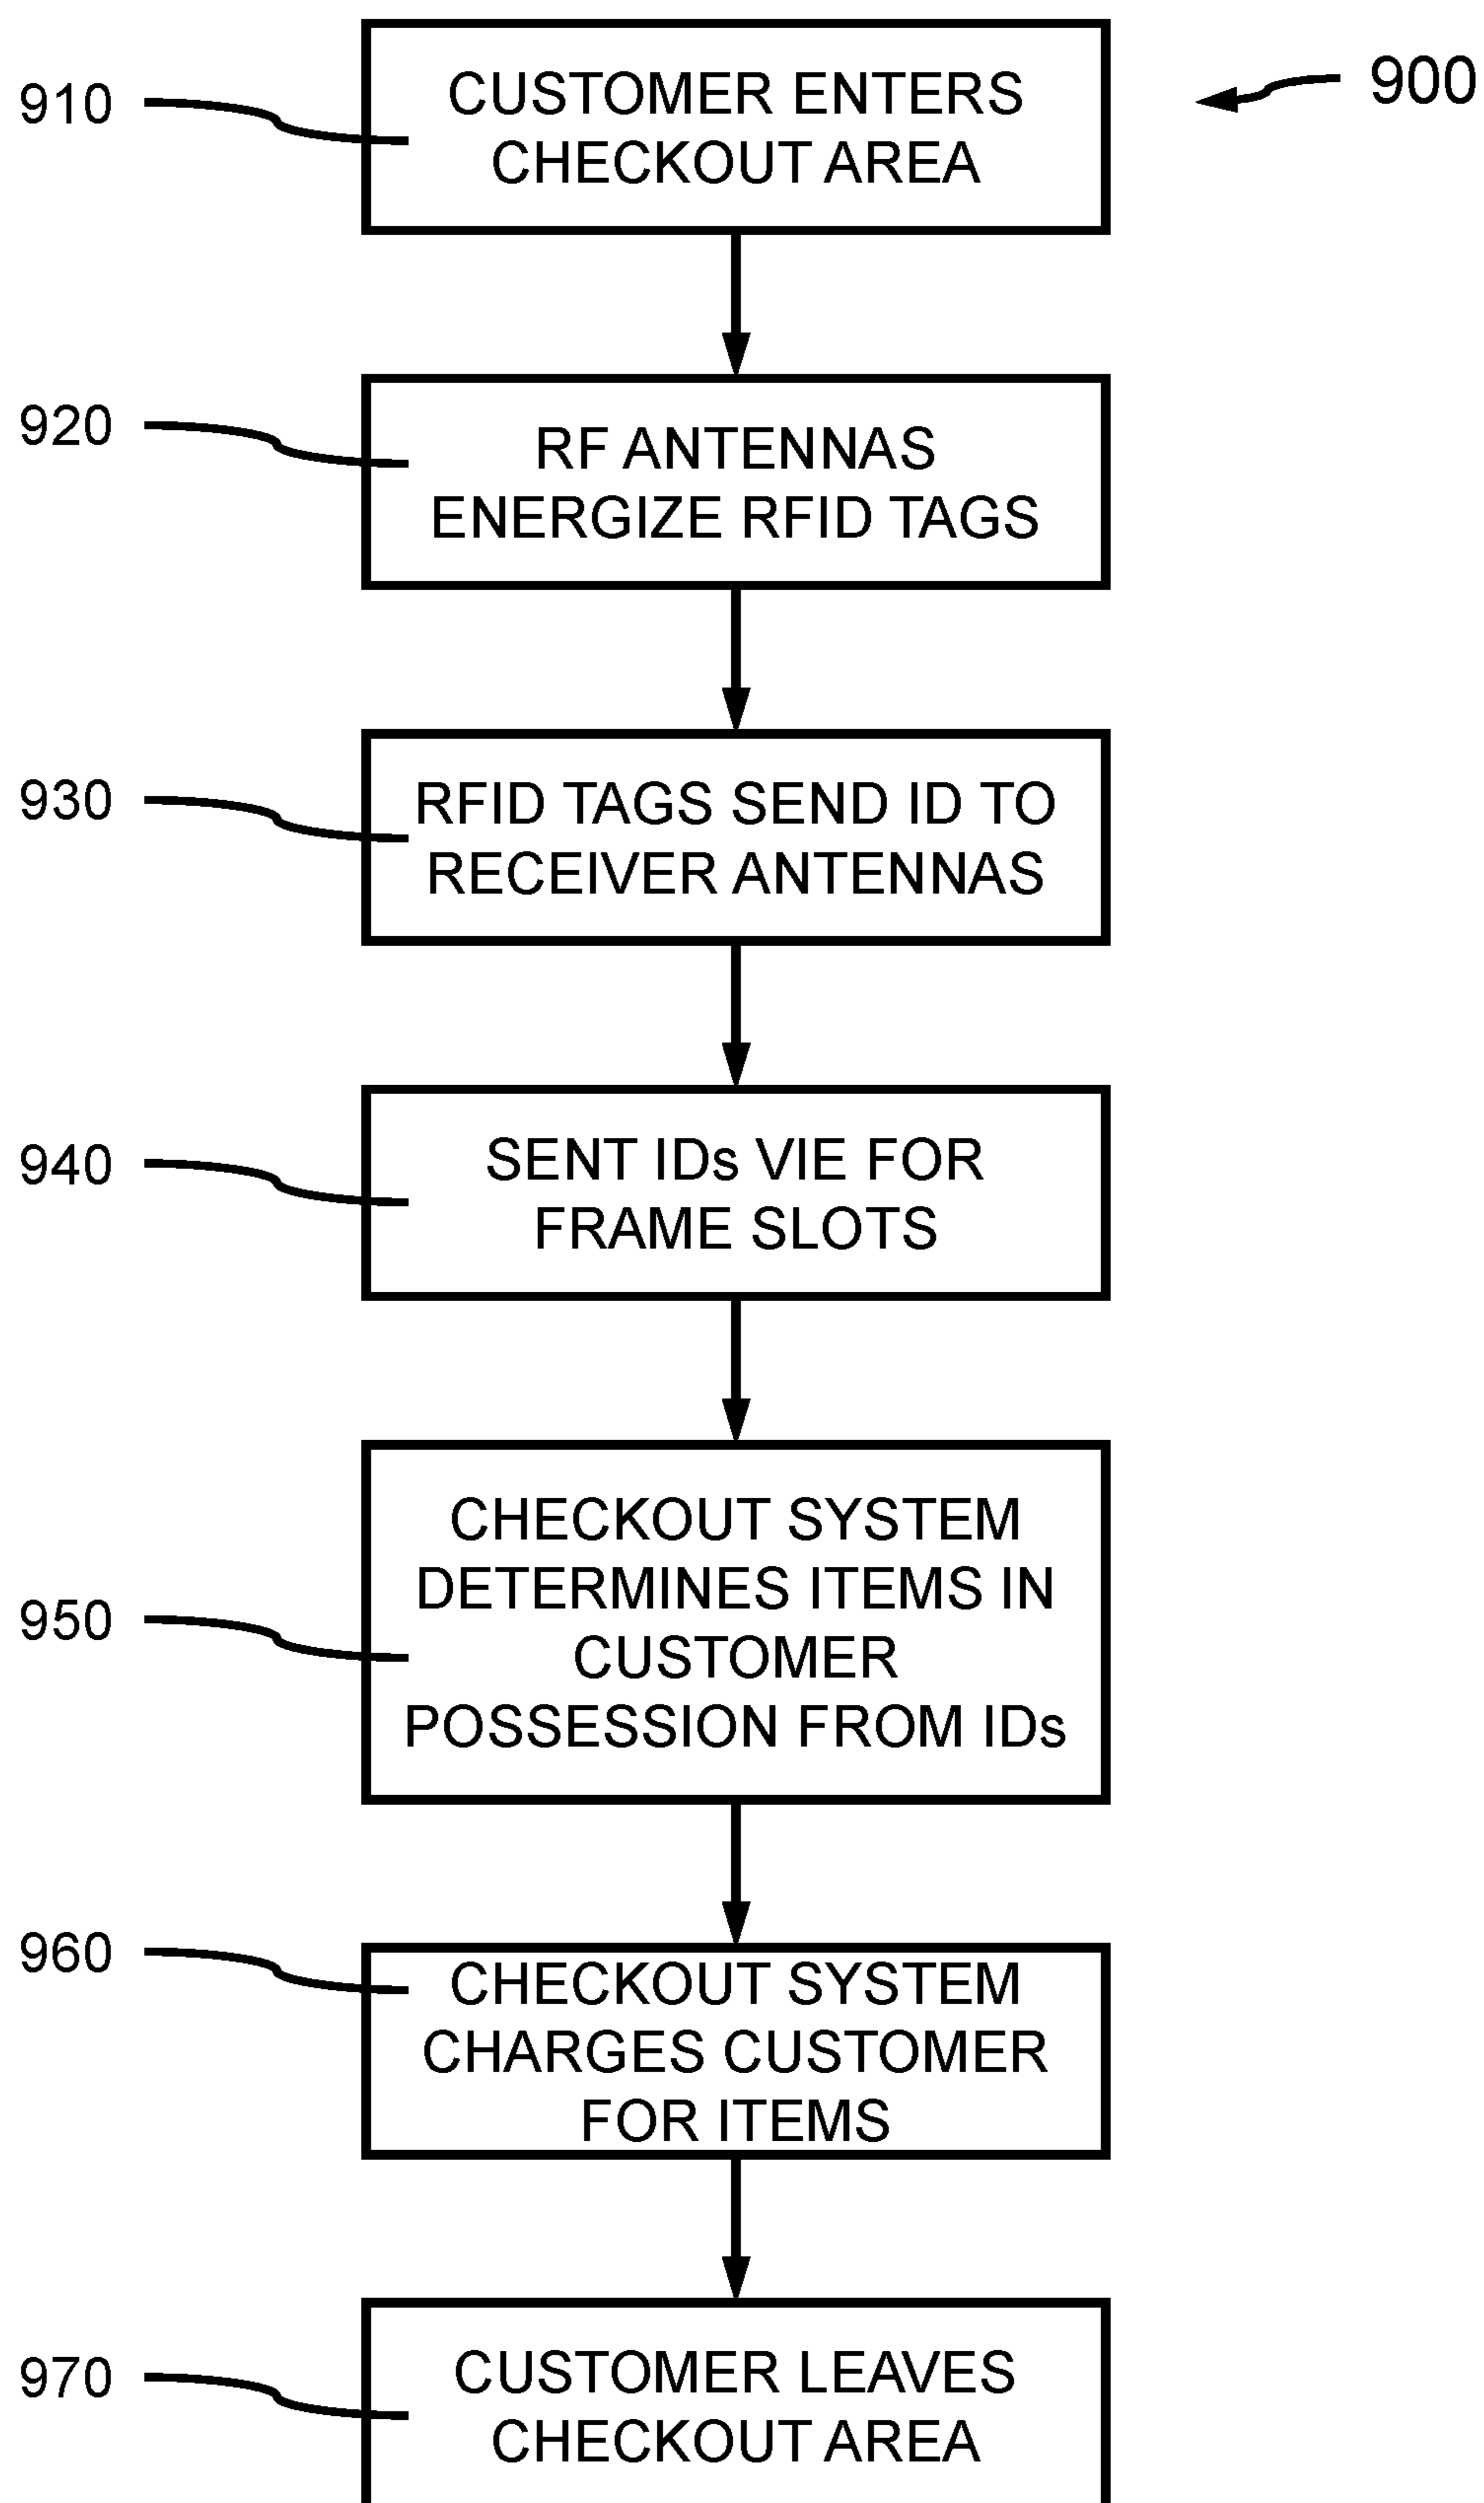 900
910
CUSTOMER ENTERS
CHECKOUT AREA
920
RF ANTENNAS
ENERGIZE RFID TAGS
930
RFID TAGS SEND ID TO
RECEIVER ANTENNAS
940
SENT IDs VIE FOR
FRAME SLOTS
950
CHECKOUT SYSTEM
DETERMINES ITEMS IN
CUSTOMER
POSSESSION FROM IDs
960
CHECKOUT SYSTEM
CHARGES CUSTOMER
FOR ITEMS
970
CUSTOMER LEAVES
CHECKOUT AREA